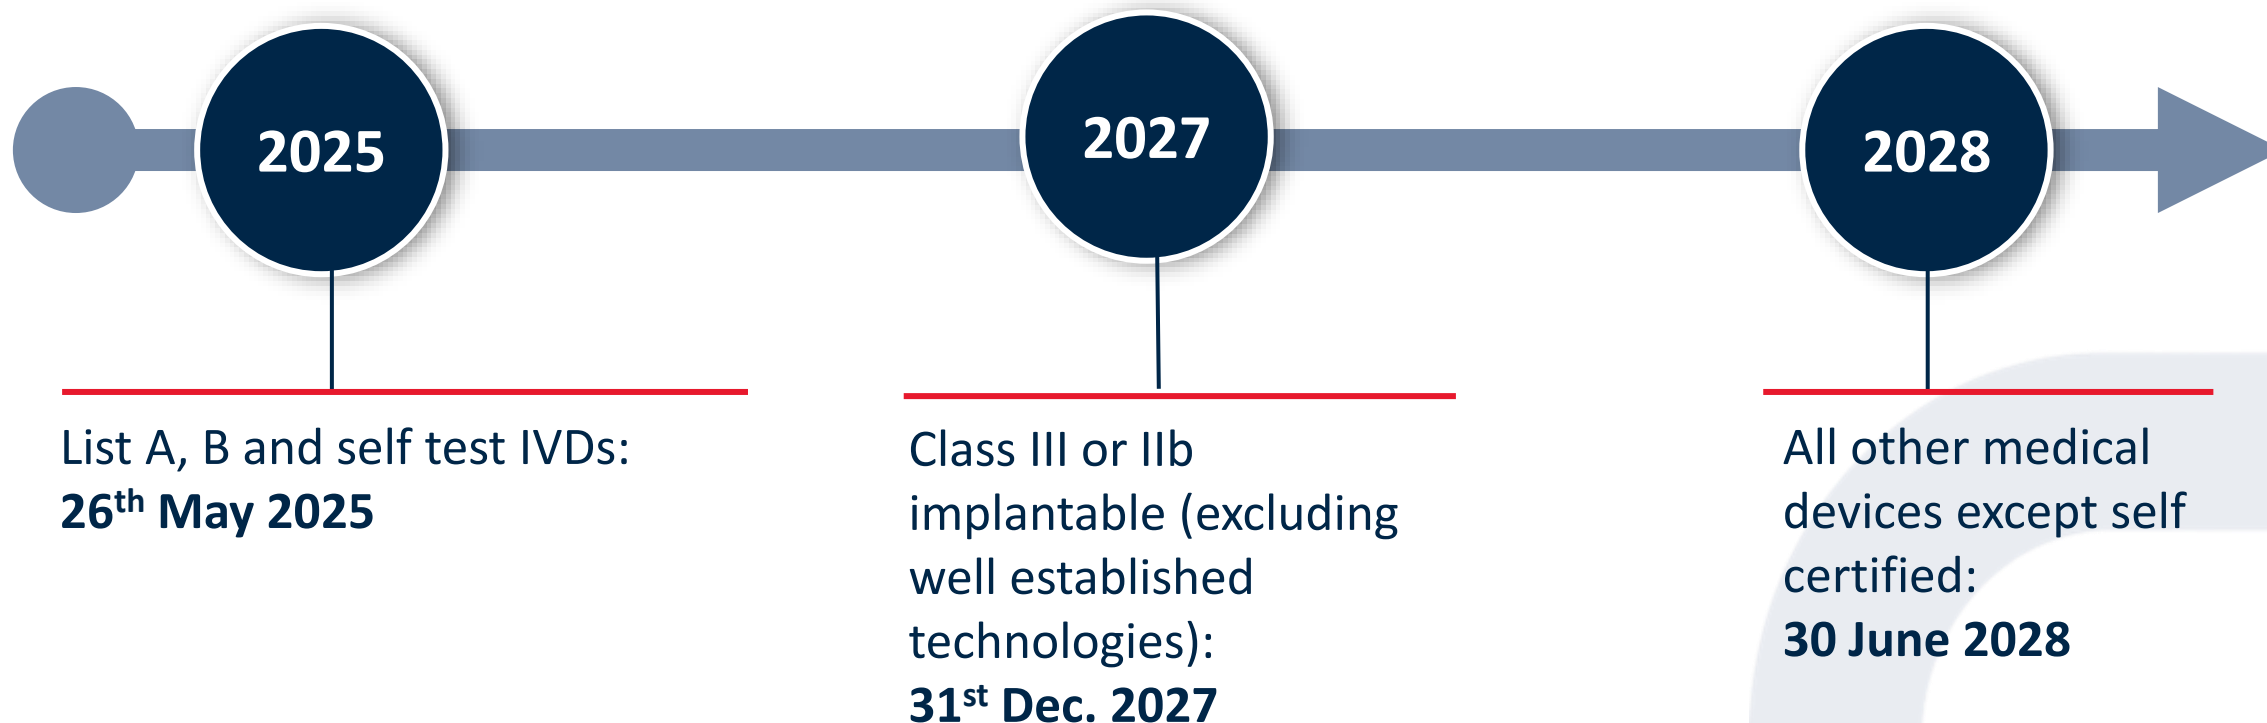 2025
2027
2028
List A, B and self test IVDs:
26th May 2025
Class III or IIb
implantable (excluding
well established
technologies):
31st Dec. 2027
All other medical
devices except self
certified:
30 June 2028